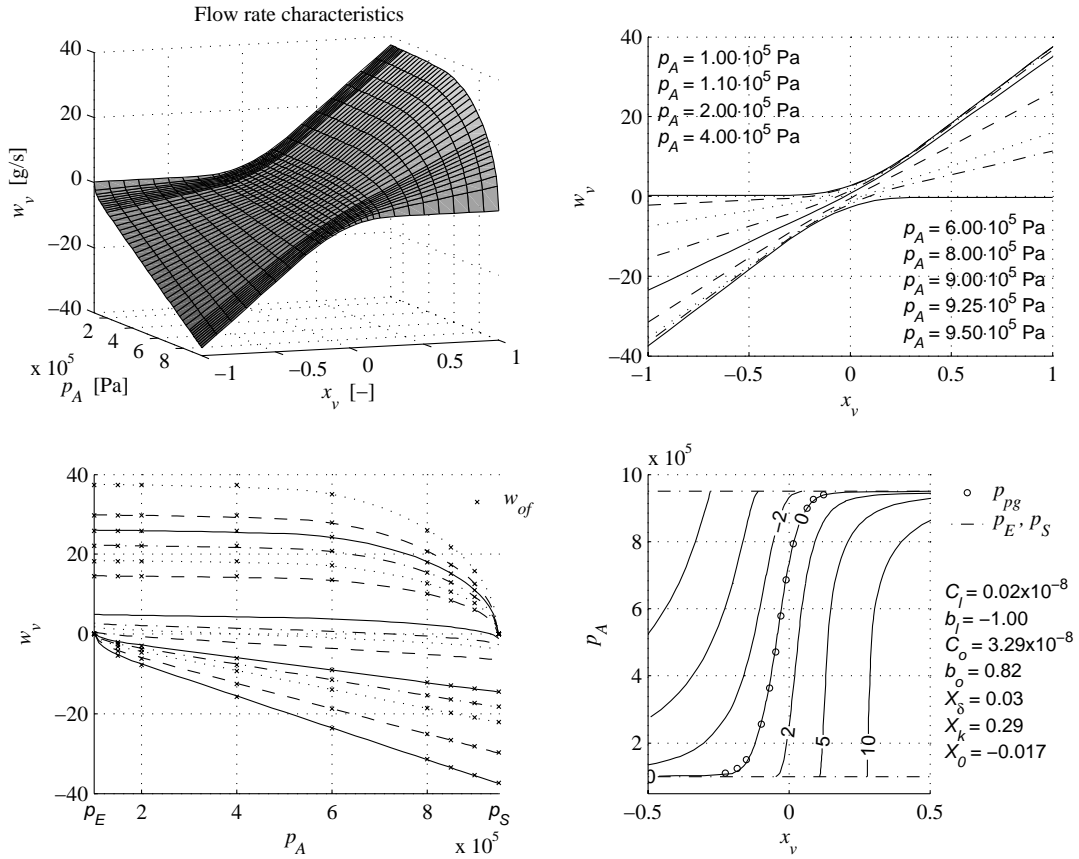 Flow rate characteristics
40
20
0
−20
−40
w_v [g/s]
2
4
6
8
x 10^5
p_A [Pa]
−1
−0.5
0
0.5
1
x_v [−]
40
20
0
−20
−40
w_v
p_A = 1.00·10^5 Pa
p_A = 1.10·10^5 Pa
p_A = 2.00·10^5 Pa
p_A = 4.00·10^5 Pa
p_A = 6.00·10^5 Pa
p_A = 8.00·10^5 Pa
p_A = 9.00·10^5 Pa
p_A = 9.25·10^5 Pa
p_A = 9.50·10^5 Pa
−1
−0.5
0
0.5
1
x_v
40
20
0
−20
−40
w_v
× w_of
p_E
2
4
6
8
p_S
p_A
x 10^5
x 10^5
10
8
6
4
2
p_A
−2
0
2
5
10
0
−0.5
0
0.5
x_v
p_pg
p_E , p_S
C_l = 0.02x10^−8
b_l = −1.00
C_o = 3.29x10^−8
b_o = 0.82
X_δ = 0.03
X_k = 0.29
X_0 = −0.017